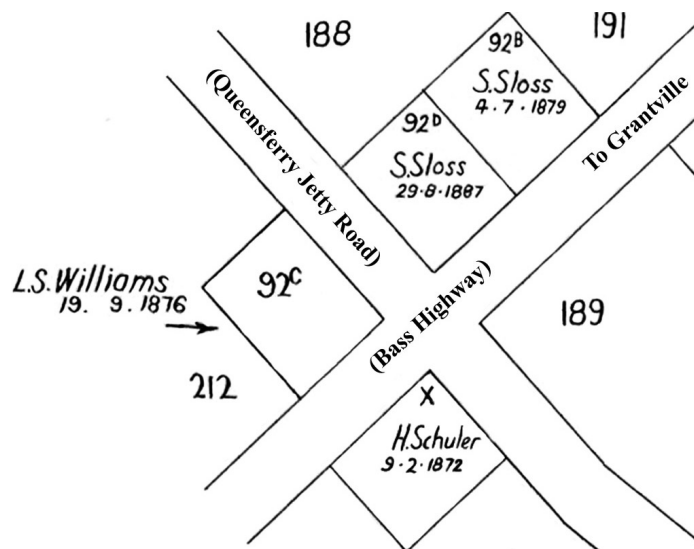 188
191
92B
S.Sloss
4.7.1879
92D
S.Sloss
29.8.1887
To Grantville
(Queensferry Jetty Road)
L.S. Williams
19. 9.1876
92C
(Bass Highway)
189
212
X
H.Schuler
9.2.1872